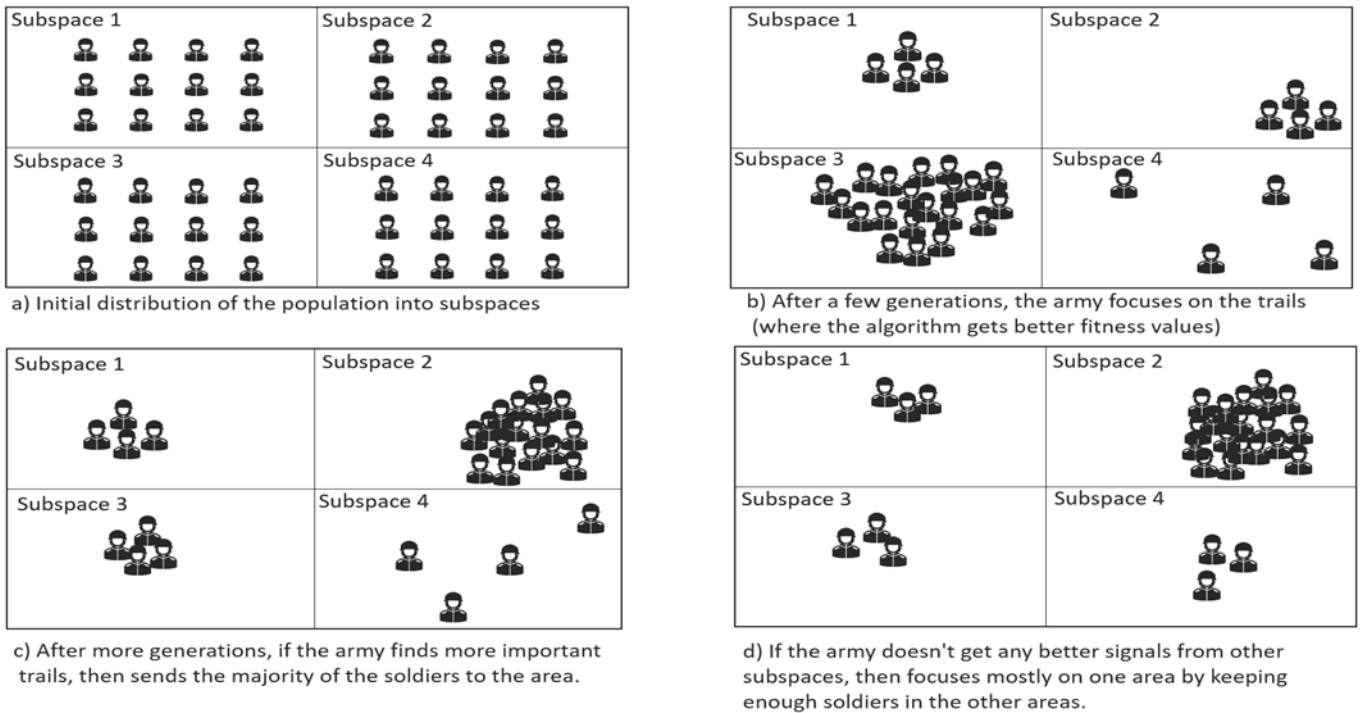 Subspace 1
Subspace 2
Subspace 3
Subspace 4
a) Initial distribution of the population into subspaces
Subspace 1
Subspace 2
Subspace 3
Subspace 4
b) After a few generations, the army focuses on the trails
(where the algorithm gets better fitness values)
Subspace 1
Subspace 2
Subspace 3
Subspace 4
c) After more generations, if the army finds more important
trails, then sends the majority of the soldiers to the area.
Subspace 1
Subspace 2
Subspace 3
Subspace 4
d) If the army doesn't get any better signals from other
subspaces, then focuses mostly on one area by keeping
enough soldiers in the other areas.